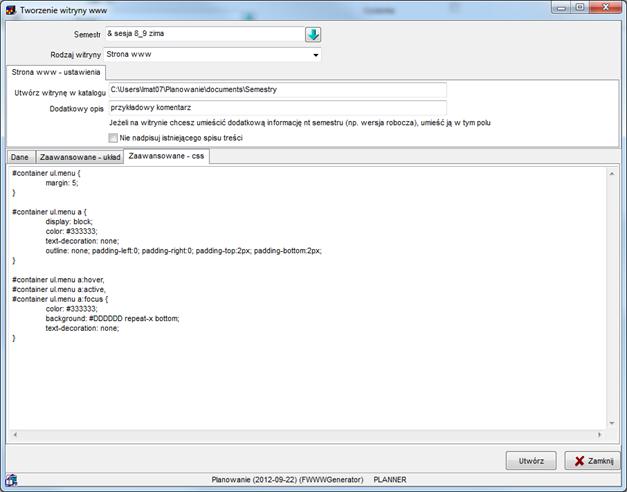 Tworzenie witryny www
Semestr & sesja 8_9 zima
Rodzaj witryny Strona www
Strona www - ustawienia
Utwórz witrynę w katalogu C:\Users\lmat07\Planowanie\documents\Semestry
Dodatkowy opis przykładowy komentarz
Jeżeli na witrynie chcesz umieścić dodatkową informację nt semestru (np. wersja robocza), umieść ją w tym polu
Nie nadpisuj istniejącego spisu treści
Dane Zaawansowane - układ Zaawansowane - css
#container ul.menu {
margin: 5;
}
#container ul.menu a {
display: block;
color: #333333;
text-decoration: none;
outline: none; padding-left:0; padding-right:0; padding-top:2px; padding-bottom:2px;
}
#container ul.menu a:hover,
#container ul.menu a:active,
#container ul.menu a:focus {
color: #333333;
background: #DDDDDD repeat-x bottom;
text-decoration: none;
}
Utwórz Zamknij
Planowanie (2012-09-22) (FWWWGenerator) PLANNER